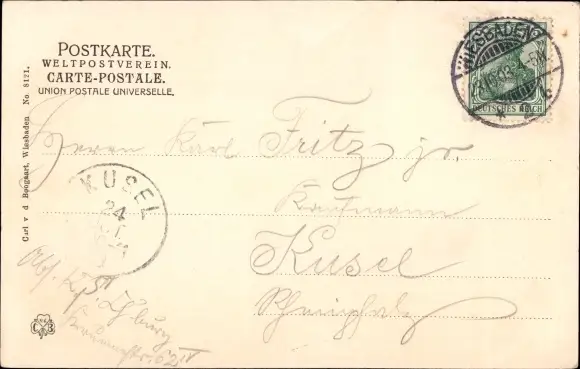 POSTKARTE.
WELTPOSTVEREIN.
CARTE-POSTALE.
UNION POSTALE UNIVERSELLE.
WIESBADEN
DEUTSCHES REICH
Herrn Karl Fritz jr.
Kaufmann
Kusel
Rheinpfalz
KUSEL
24
Abs.
Carl v. d. Boogaart, Wiesbaden. No 8121.